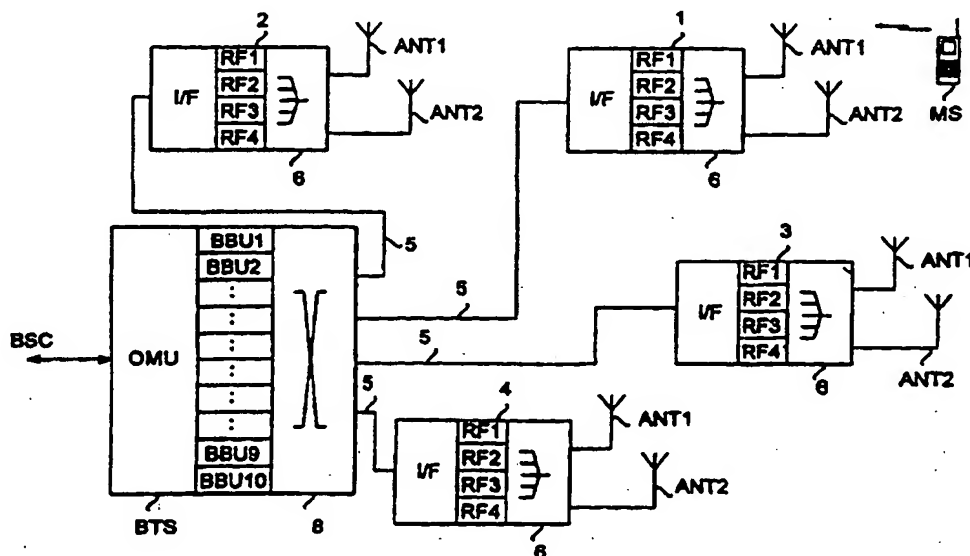 2
RF1
RF2
RF3
RF4
I/F
6
ANT1
ANT2
1
RF1
RF2
RF3
RF4
I/F
6
ANT1
ANT2
MS
5
5
5
5
BSC
OMU
BBU1
BBU2
BBU9
BBU10
BTS
8
3
RF1
RF2
RF3
RF4
I/F
6
ANT1
ANT2
4
RF1
RF2
RF3
RF4
I/F
6
ANT1
ANT2